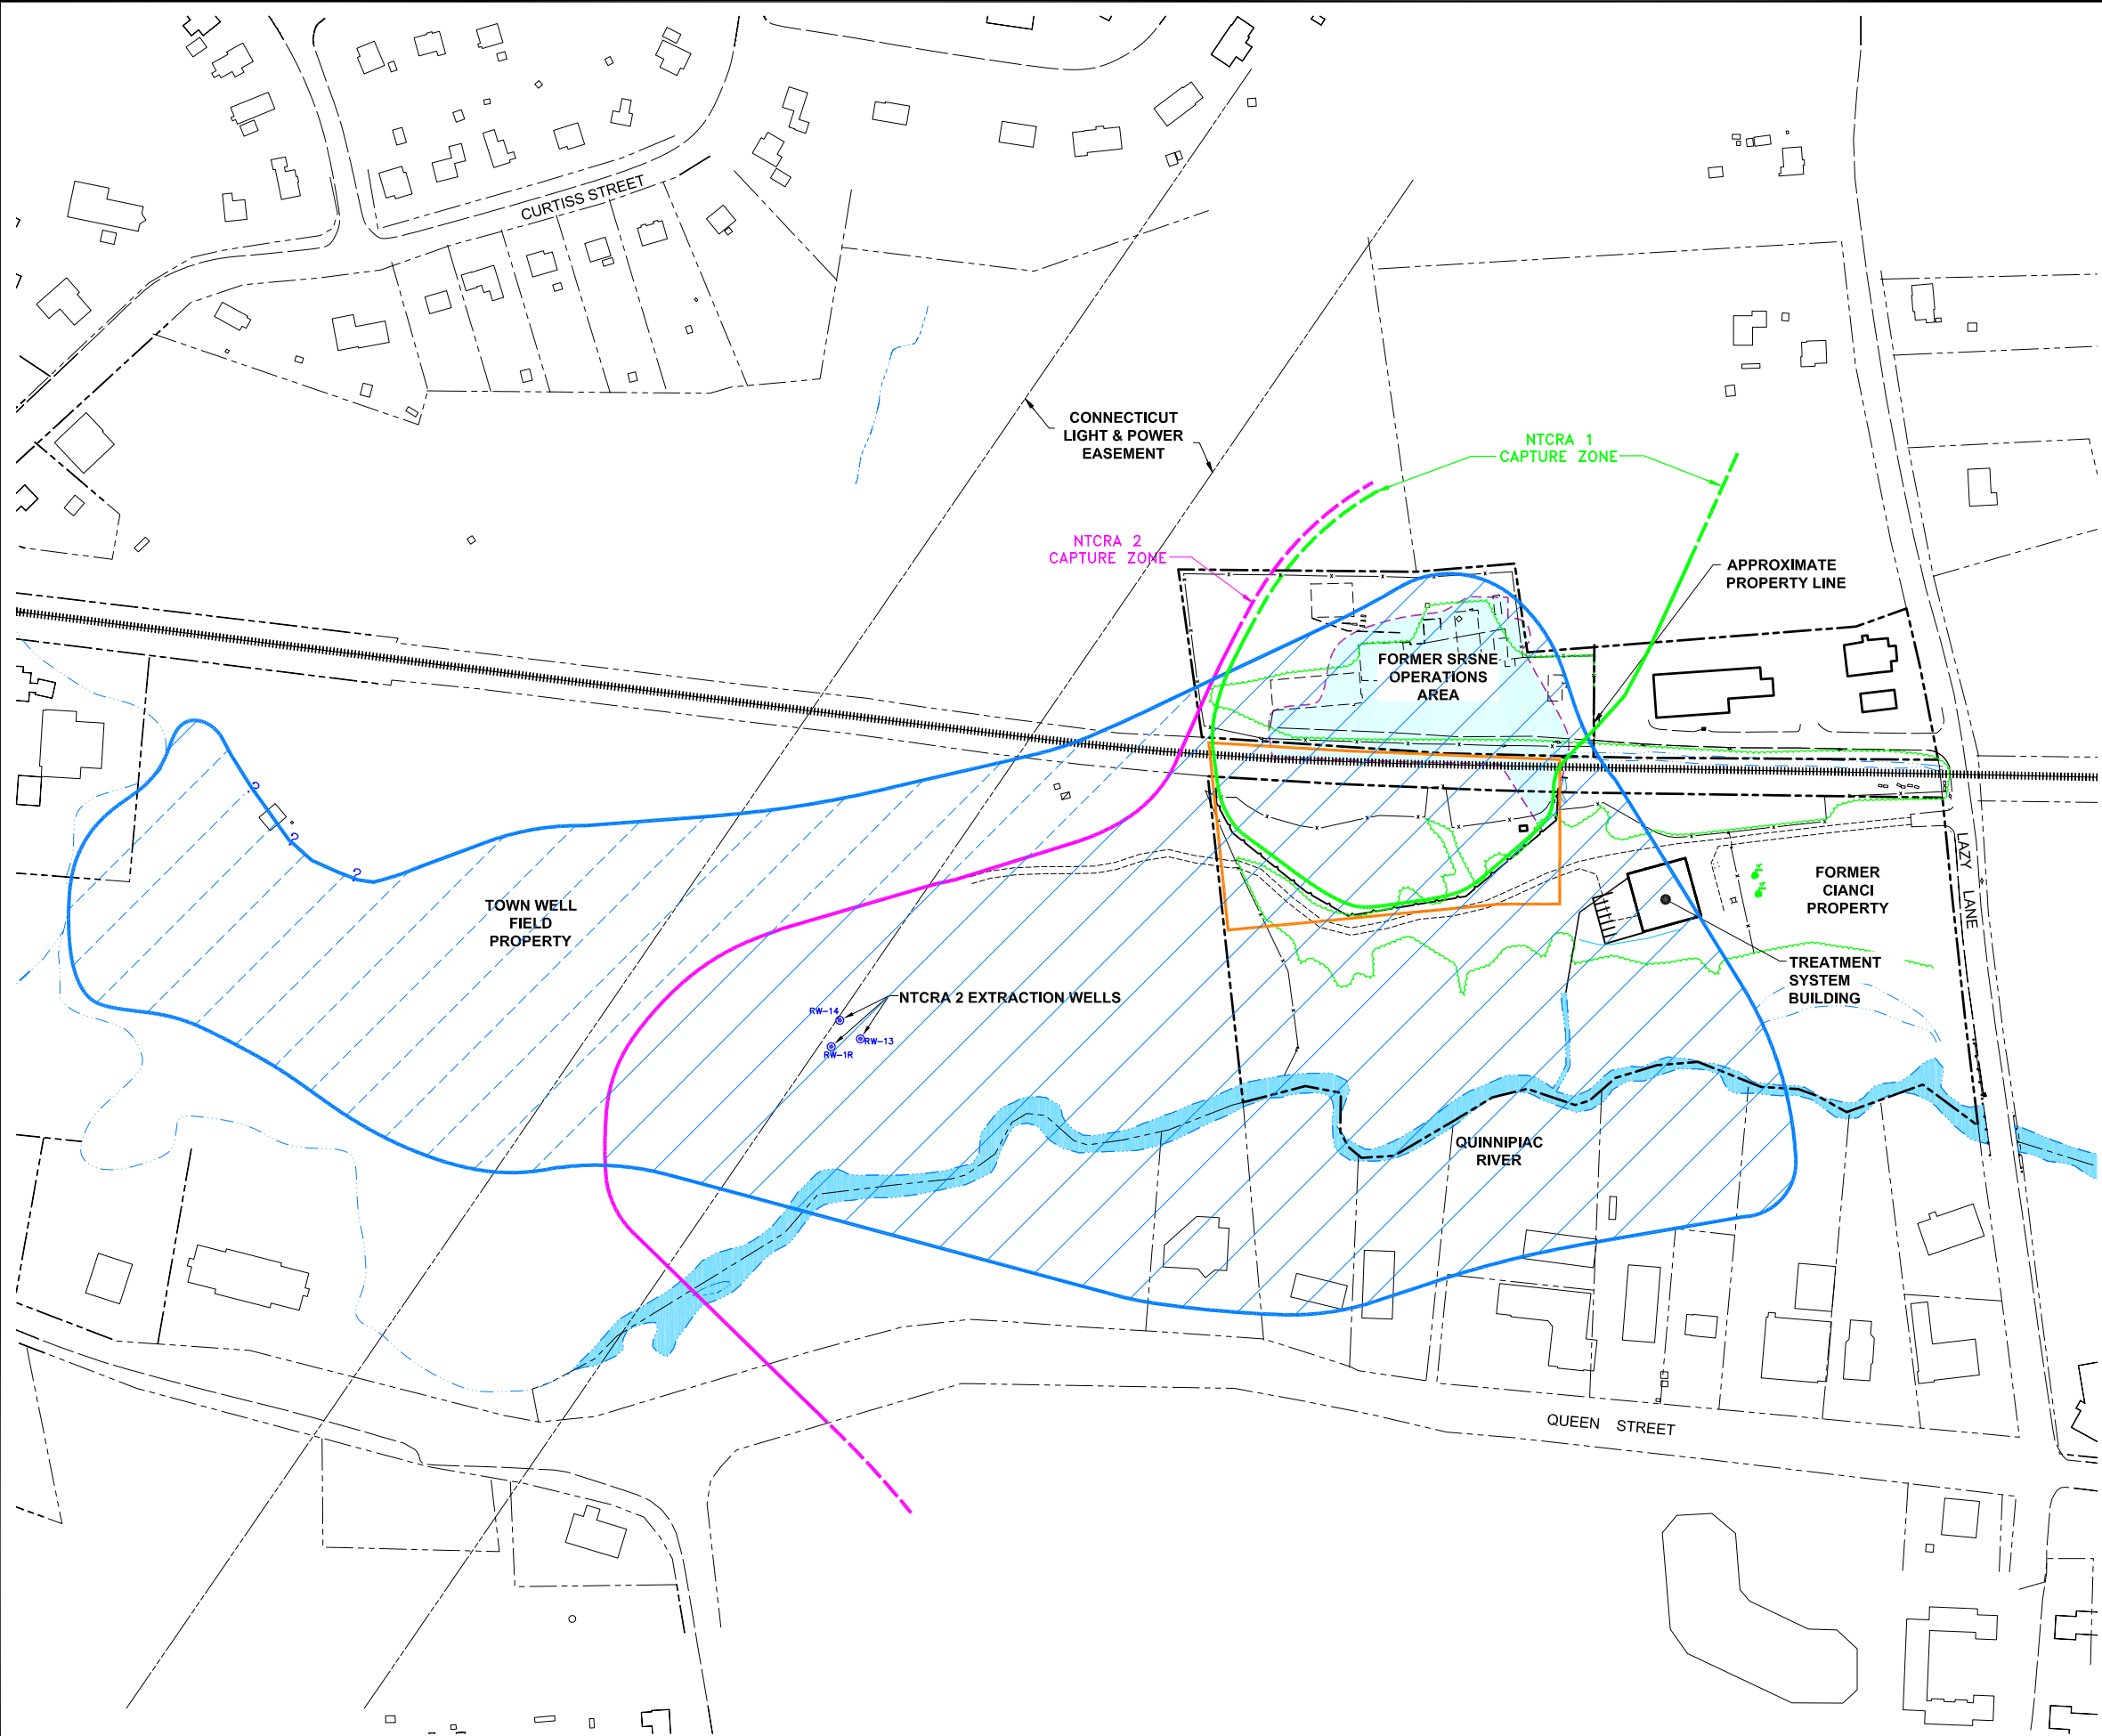 CURTISS STREET
CONNECTICUT
LIGHT & POWER
EASEMENT
NTCRA 1
CAPTURE ZONE
NTCRA 2
CAPTURE ZONE
APPROXIMATE
PROPERTY LINE
FORMER SRSNE
OPERATIONS
AREA
?
?
?
TOWN WELL
FIELD
PROPERTY
FORMER
CIANCI
PROPERTY
LAZY LANE
TREATMENT
SYSTEM
BUILDING
NTCRA 2 EXTRACTION WELLS
RW-14
RW-13
RW-1R
QUINNIPIAC
RIVER
QUEEN STREET